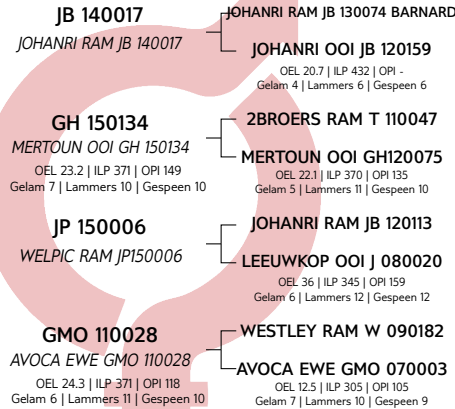 JB 140017
JOHANRI RAM JB 140017
JOHANRI RAM JB 130074 BARNARD
JOHANRI OOI JB 120159
OEL 20.7 | ILP 432 | OPI -
Gelam 4 | Lammers 6 | Gespeen 6
GH 150134
MERTOUN OOI GH 150134
OEL 23.2 | ILP 371 | OPI 149
Gelam 7 | Lammers 10 | Gespeen 10
2BROERS RAM T 110047
MERTOUN OOI GH120075
OEL 22.1 | ILP 370 | OPI 135
Gelam 5 | Lammers 11 | Gespeen 10
JP 150006
WELPIC RAM JP150006
JOHANRI RAM JB 120113
LEEUWKOP OOI J 080020
OEL 36 | ILP 345 | OPI 159
Gelam 6 | Lammers 12 | Gespeen 12
GMO 110028
AVOCA EWE GMO 110028
OEL 24.3 | ILP 371 | OPI 118
Gelam 6 | Lammers 11 | Gespeen 10
WESTLEY RAM W 090182
AVOCA EWE GMO 070003
OEL 12.5 | ILP 305 | OPI 105
Gelam 7 | Lammers 10 | Gespeen 9